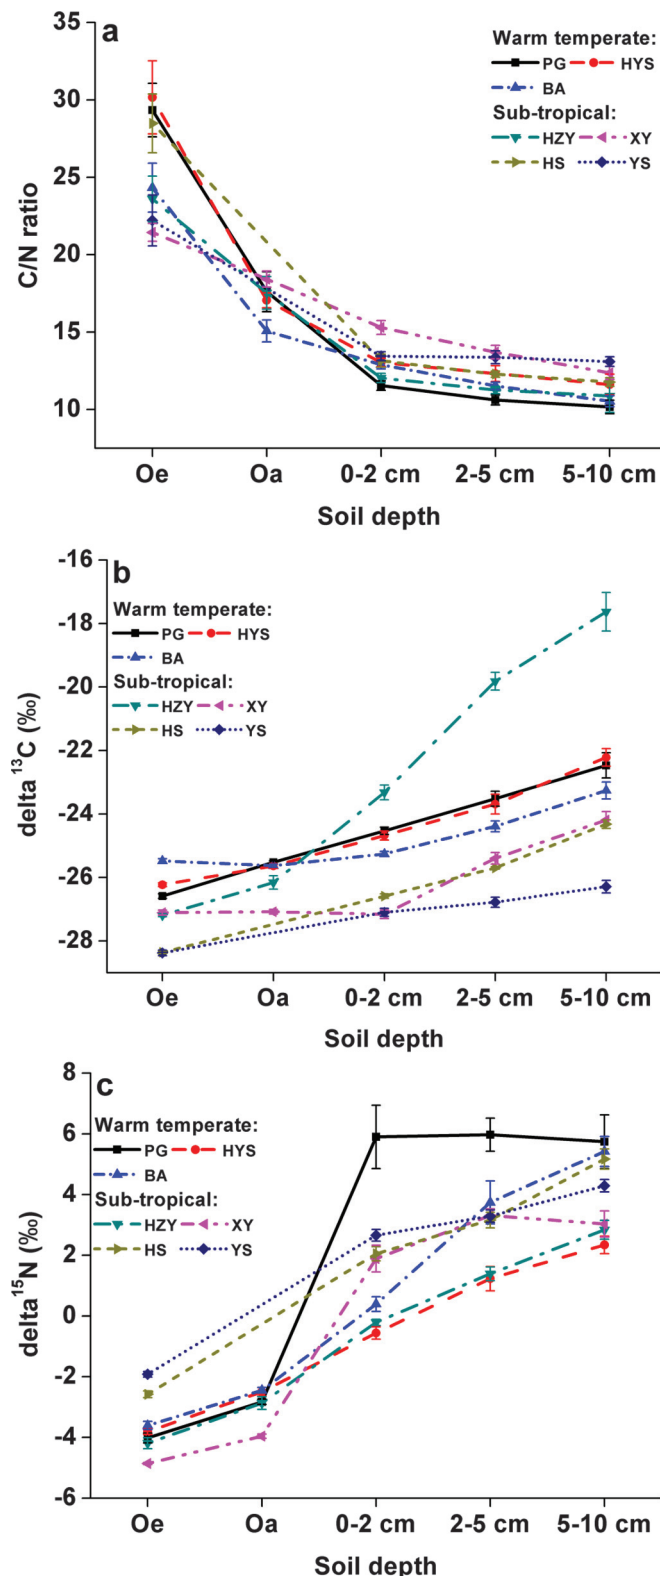 a
Warm temperate:
PG HYS
BA
Sub-tropical:
HZY XY
HS YS
C/N ratio
35
30
25
20
15
10
Oe Oa 0-2 cm 2-5 cm 5-10 cm
Soil depth
b
Warm temperate:
PG HYS
BA
Sub-tropical:
HZY XY
HS YS
delta ¹³C (‰)
-16
-18
-20
-22
-24
-26
-28
Oe Oa 0-2 cm 2-5 cm 5-10 cm
Soil depth
c
Warm temperate:
PG HYS
BA
Sub-tropical:
HZY XY
HS YS
delta ¹⁵N (‰)
8
6
4
2
0
-2
-4
-6
Oe Oa 0-2 cm 2-5 cm 5-10 cm
Soil depth